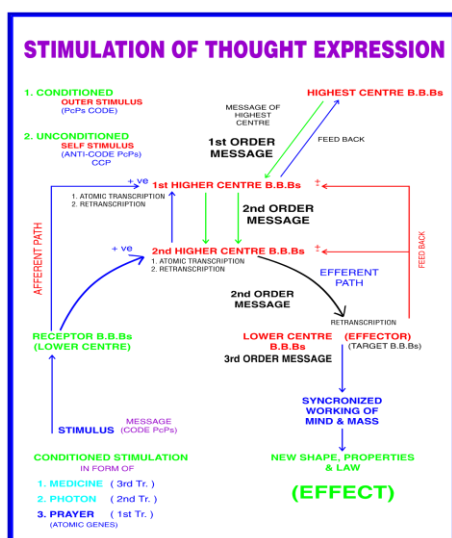 STIMULATION OF THOUGHT EXPRESSION
1. CONDITIONED
OUTER STIMULUS
(PcPs CODE)
2. UNCONDITIONED
SELF STIMULUS
(ANTI-CODE PcPs)
CCP
HIGHEST CENTRE B.B.Bs
MESSAGE OF
HIGHEST
CENTRE
1st ORDER
MESSAGE
FEED BACK
+ ve
1st HIGHER CENTRE B.B.Bs
±
1. ATOMIC TRANSCRIPTION
2. RETRANSCRIPTION
2nd ORDER
MESSAGE
AFFERENT PATH
+ ve
2nd HIGHER CENTRE B.B.Bs
±
1. ATOMIC TRANSCRIPTION
2. RETRANSCRIPTION
EFFERENT
PATH
FEED BACK
2nd ORDER
MESSAGE
RETRANSCRIPTION
RECEPTOR B.B.Bs
(LOWER CENTRE)
LOWER CENTRE
B.B.Bs
(EFFECTOR)
(TARGET B.B.Bs)
3rd ORDER MESSAGE
STIMULUS
MESSAGE
(CODE PcPs)
SYNCRONIZED
WORKING OF
MIND & MASS
CONDITIONED STIMULATION
IN FORM OF
1. MEDICINE ( 3rd Tr. )
2. PHOTON ( 2nd Tr. )
3. PRAYER ( 1st Tr. )
(ATOMIC GENES)
NEW SHAPE, PROPERTIES
& LAW
(EFFECT)